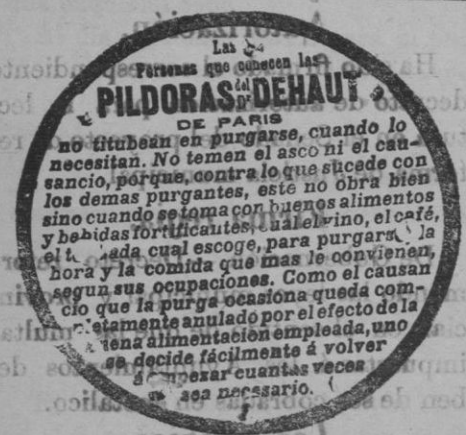 Las
Personas que conocen las
PILDORAS del Dr DEHAUT
DE PARIS
no titubean en purgarse, cuando lo
necesitan. No temen el asco ni el cau-
sancio, porque, contra lo que sucede con
los demas purgantes, este no obra bien
sino cuando se toma con buenos alimentos
y bebidas fortificantes, cual el vino, el café,
el Cada cual escoge, para purgarse, la
hora y la comida que mas le convienen,
segun sus ocupaciones. Como el causan
cio que la purga ocasiona queda com-
pletamente anulado por el efecto de la
buena alimentación empleada, uno
se decide fácilmente á volver
á empezar cuantas veces
sea necesario.